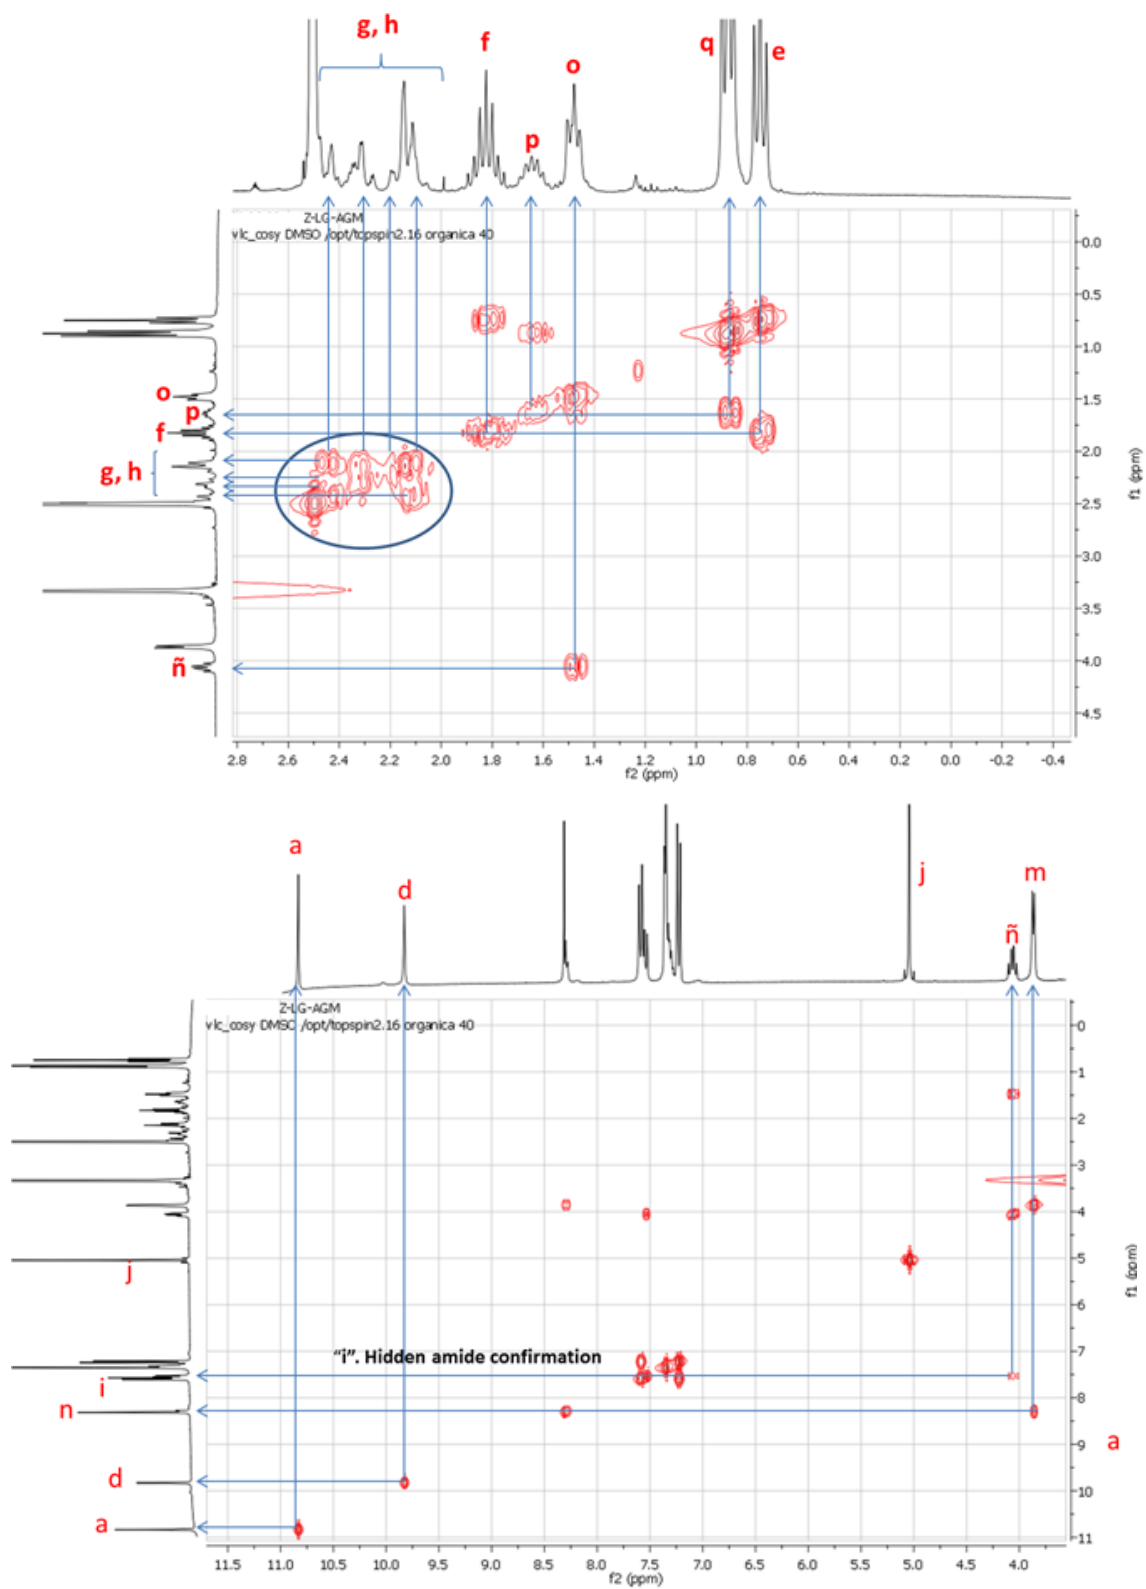 g, h
f
q
e
o
p
Z-LG-AGM
vlc_cosy DMSO /opt/topspin2.16 organica 40
0.0
0.5
1.0
o
1.5
p
f
2.0
g, h
2.5
f1 (ppm)
3.0
3.5
ñ
4.0
4.5
2.8 2.6 2.4 2.2 2.0 1.8 1.6 1.4 1.2 1.0 0.8 0.6 0.4 0.2 0.0 -0.2 -0.4
f2 (ppm)
a
d
j
m
ñ
Z-LG-AGM
vlc_cosy DMSO /opt/topspin2.16 organica 40
0
1
2
3
4
5
j
f1 (ppm)
6
7
"i". Hidden amide confirmation
i
8
n
9
a
d
10
a
11
11.5 11.0 10.5 10.0 9.5 9.0 8.5 8.0 7.5 7.0 6.5 6.0 5.5 5.0 4.5 4.0
f2 (ppm)